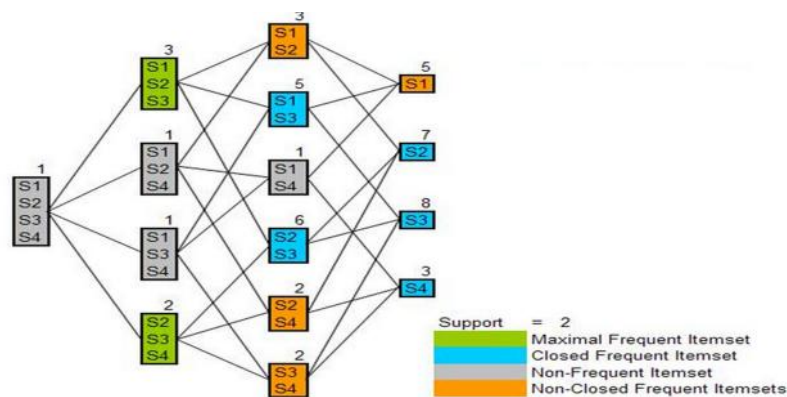 1
S1
S2
S3
S4
3
S1
S2
S3
1
S1
S2
S4
1
S1
S3
S4
2
S2
S3
S4
3
S1
S2
5
S1
S3
1
S1
S4
6
S2
S3
2
S2
S4
2
S3
S4
5
S1
7
S2
8
S3
3
S4
Support = 2
Maximal Frequent Itemset
Closed Frequent Itemset
Non-Frequent Itemset
Non-Closed Frequent Itemsets